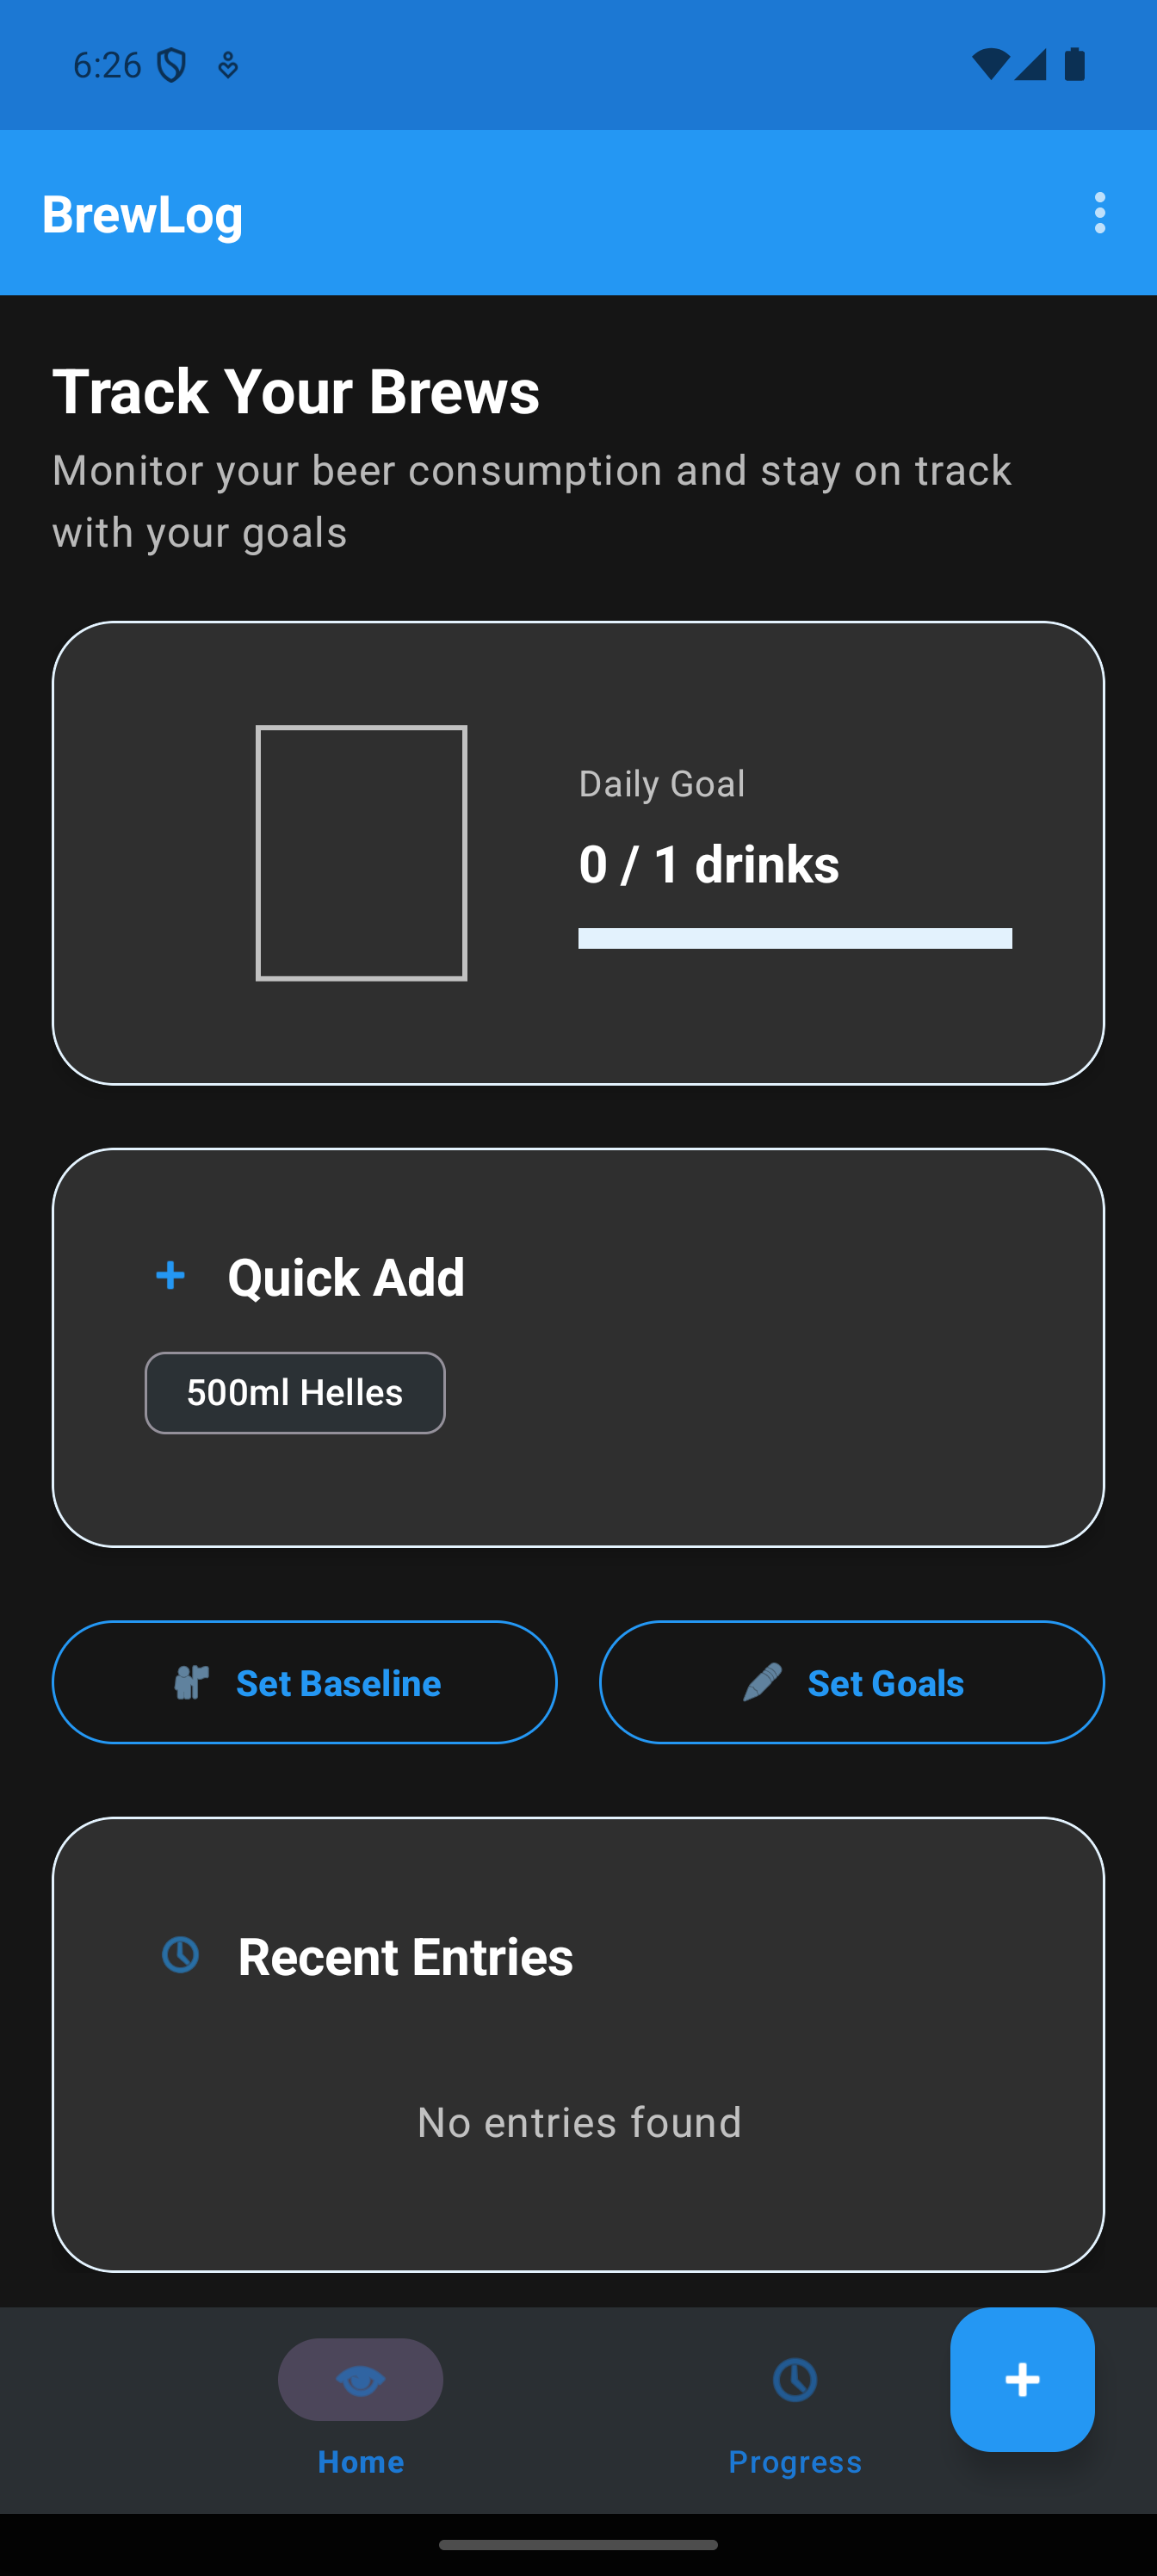 6:26
BrewLog
Track Your Brews
Monitor your beer consumption and stay on track
with your goals
Daily Goal
0 / 1 drinks
Quick Add
500ml Helles
Set Baseline
Set Goals
Recent Entries
No entries found
Home
Progress